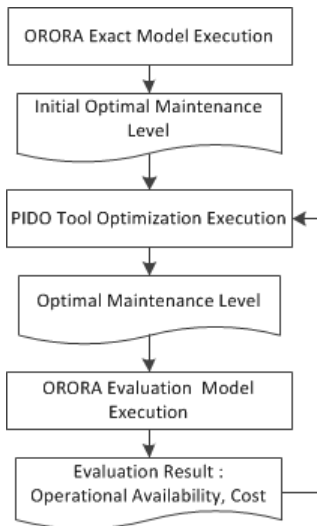 ORORA Exact Model Execution
Initial Optimal Maintenance
Level
PIDO Tool Optimization Execution
Optimal Maintenance Level
ORORA Evaluation Model
Execution
Evaluation Result :
Operational Availability, Cost